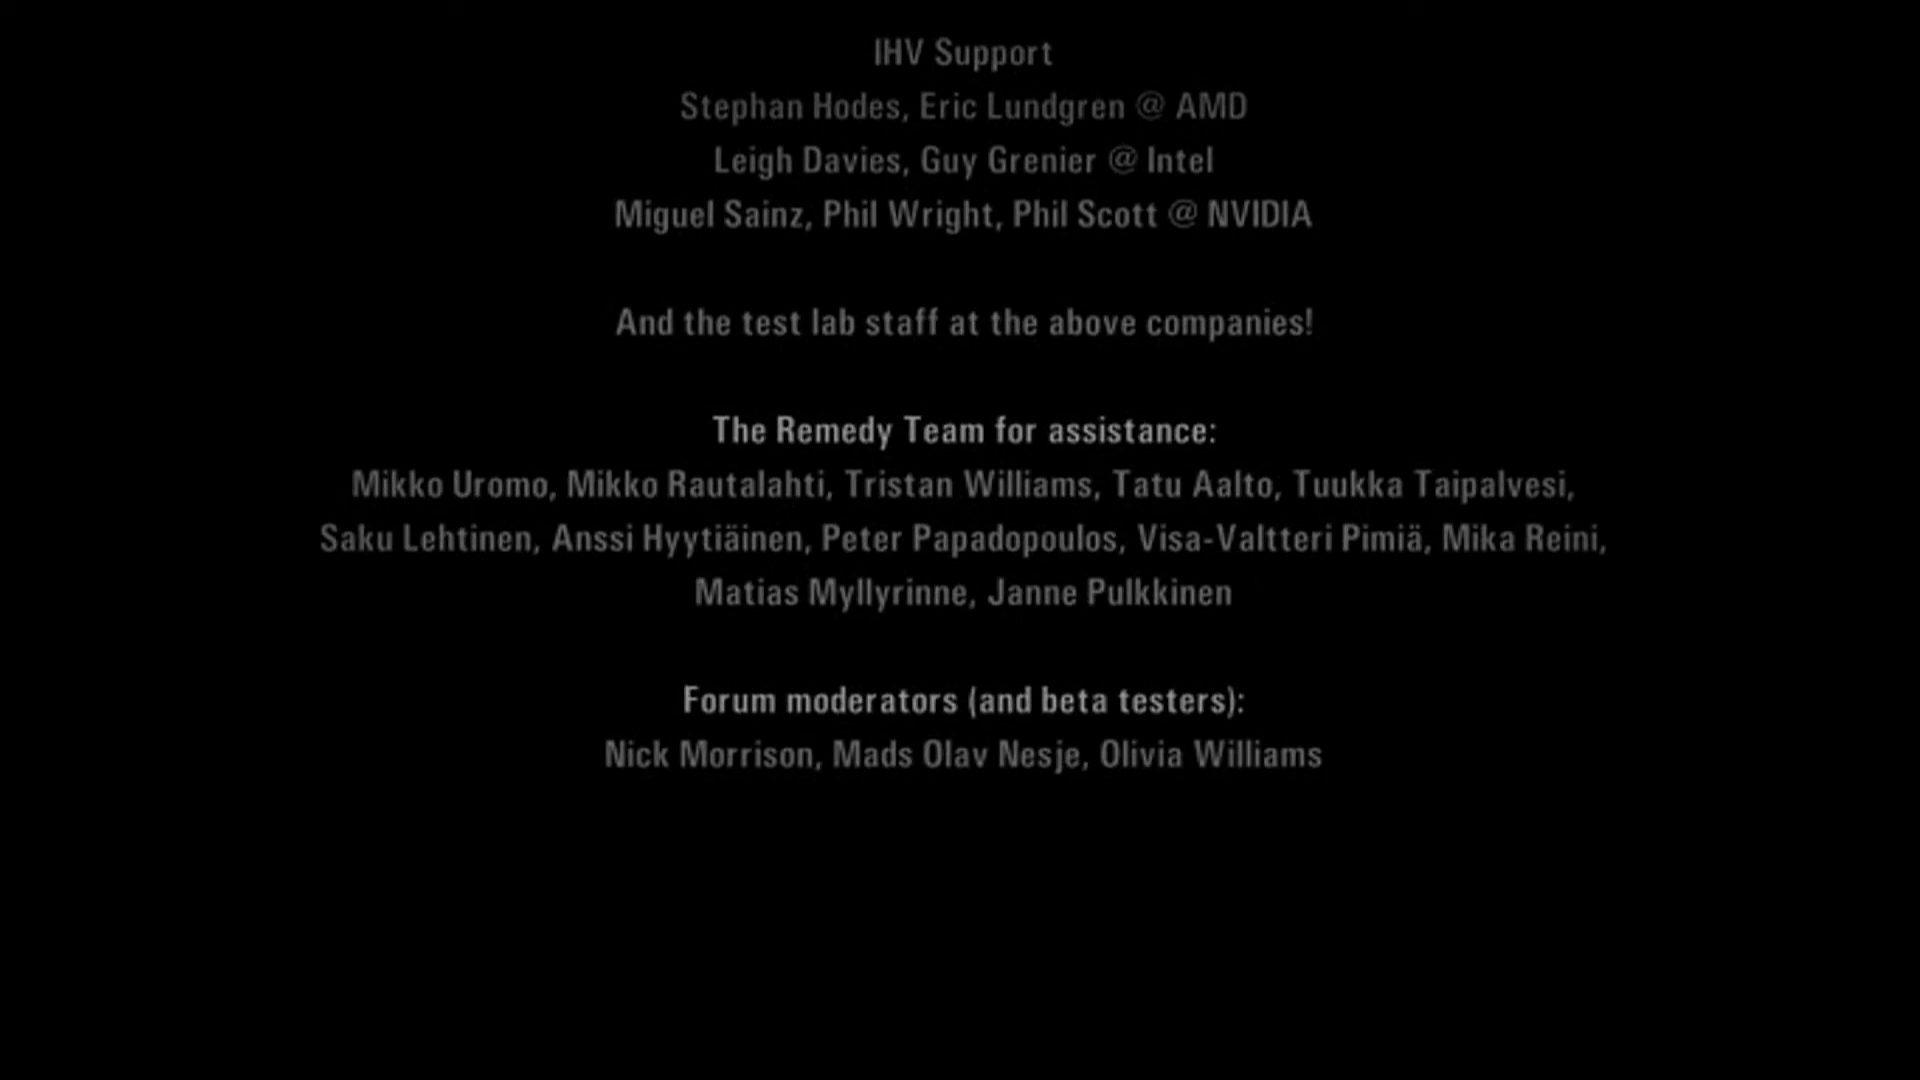 IHV Support
Stephan Hodes, Eric Lundgren @ AMD
Leigh Davies, Guy Grenier @ Intel
Miguel Sainz, Phil Wright, Phil Scott @ NVIDIA
And the test lab staff at the above companies!
The Remedy Team for assistance:
Mikko Uromo, Mikko Rautalahti, Tristan Williams, Tatu Aalto, Tuukka Taipalvesi,
Saku Lehtinen, Anssi Hyytiäinen, Peter Papadopoulos, Visa-Valtteri Pimiä, Mika Reini,
Matias Myllyrinne, Janne Pulkkinen
Forum moderators (and beta testers):
Nick Morrison, Mads Olav Nesje, Olivia Williams